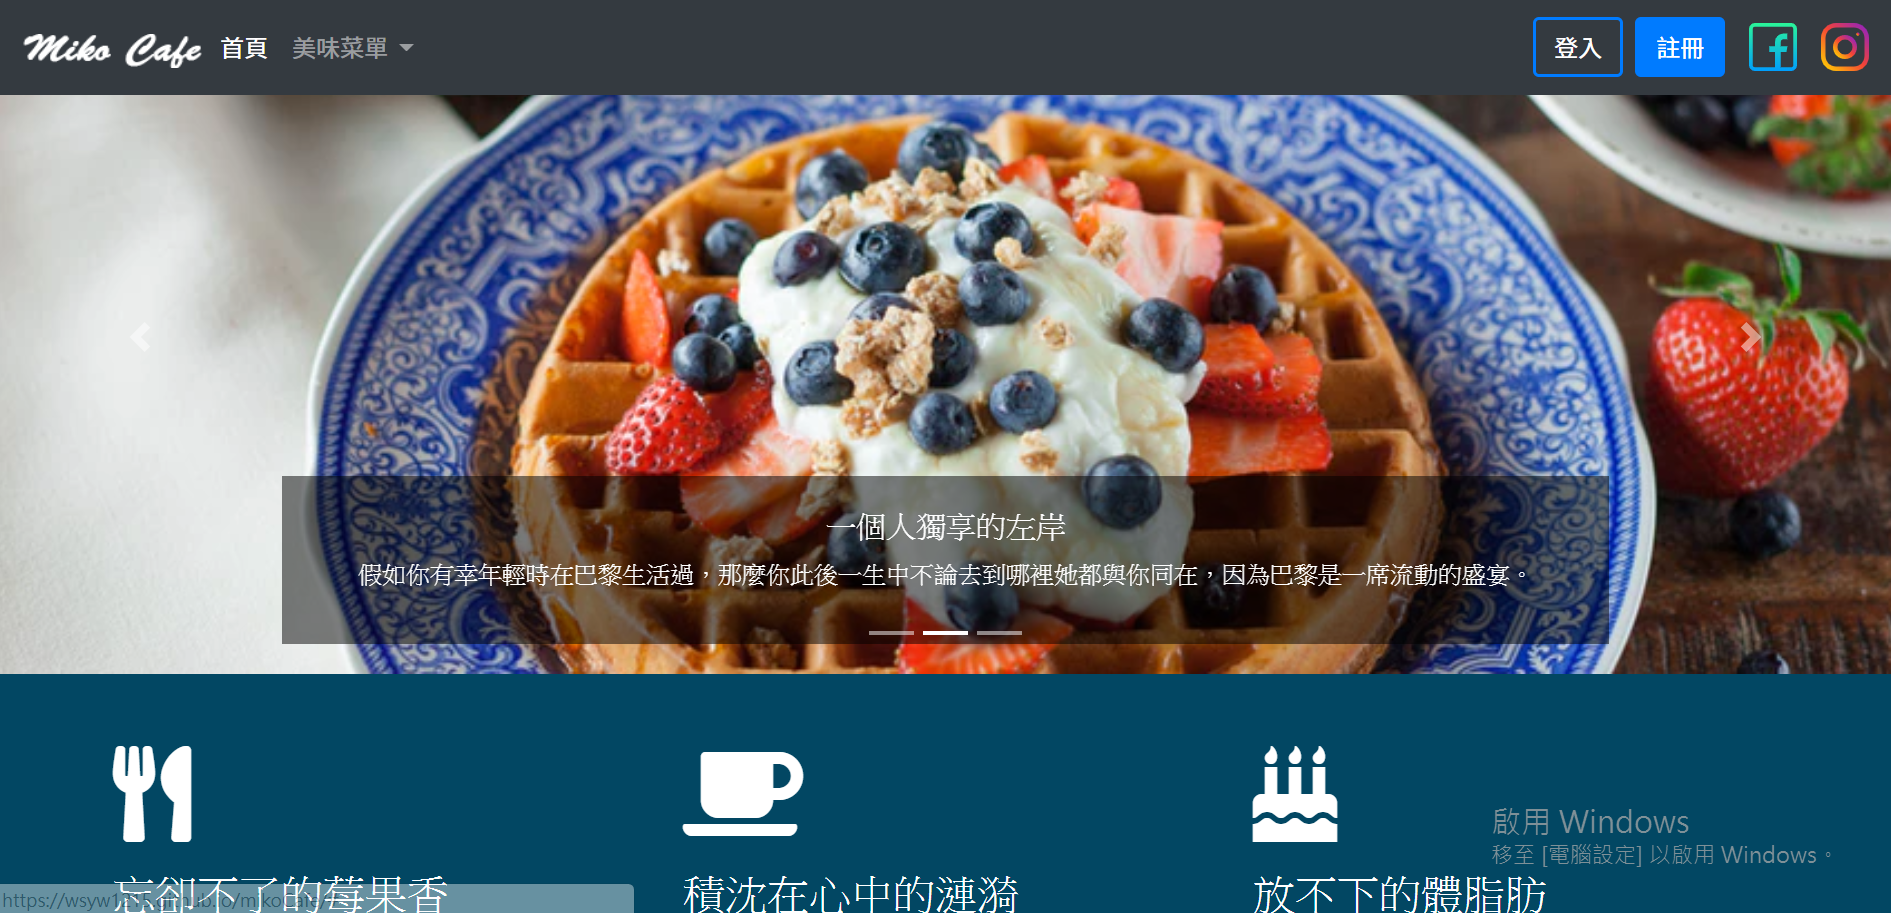 Miko Cafe 首頁 美味菜單 登入 註冊
一個人獨享的左岸
假如你有幸年輕時在巴黎生活過，那麼你此後一生中不論去到哪裡她都與你同在，因為巴黎是一席流動的盛宴。
啟用 Windows
移至 [電腦設定] 以啟用 Windows。
忘卻不了的莓果香 積沈在心中的漣漪 放不下的體脂肪